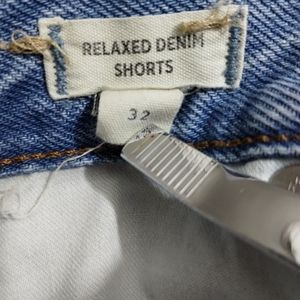 RELAXED DENIM
SHORTS
32